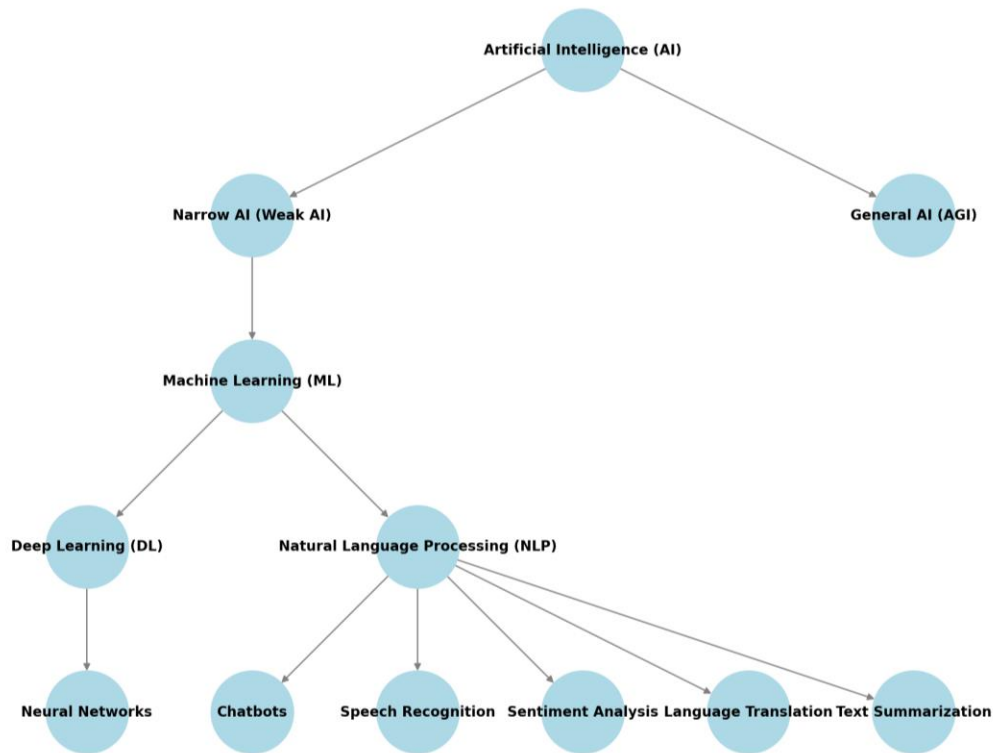 Artificial Intelligence (AI)
Narrow AI (Weak AI)
General AI (AGI)
Machine Learning (ML)
Deep Learning (DL)
Natural Language Processing (NLP)
Neural Networks
Chatbots
Speech Recognition
Sentiment Analysis
Language Translation
Text Summarization